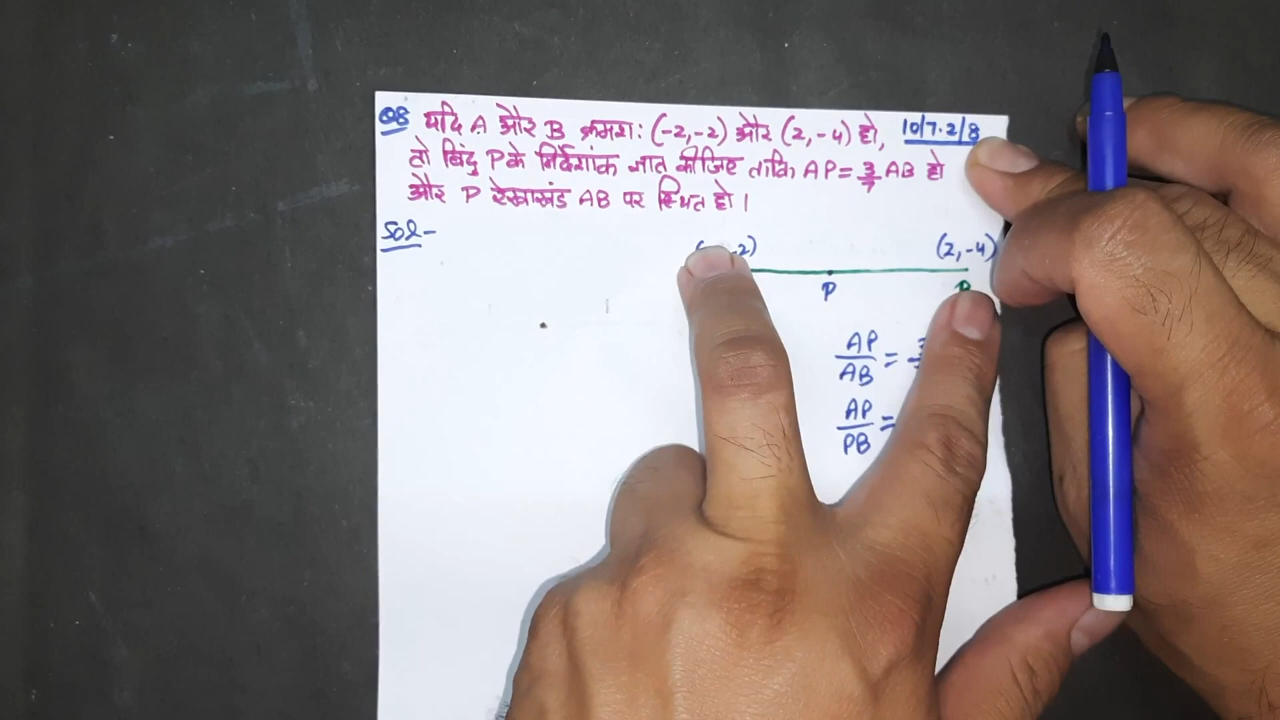 Q8 यदि A और B क्रमश: (-2,-2) और (2,-4) हो, 10/7.2/8
तो बिंदु P के निर्देशांक ज्ञात कीजिए ताकि AP = 3/7 AB हो
और P रेखाखंड AB पर स्थित हो।
Sol-
-2) (2,-4)
P B
AP/AB =
AP/PB =